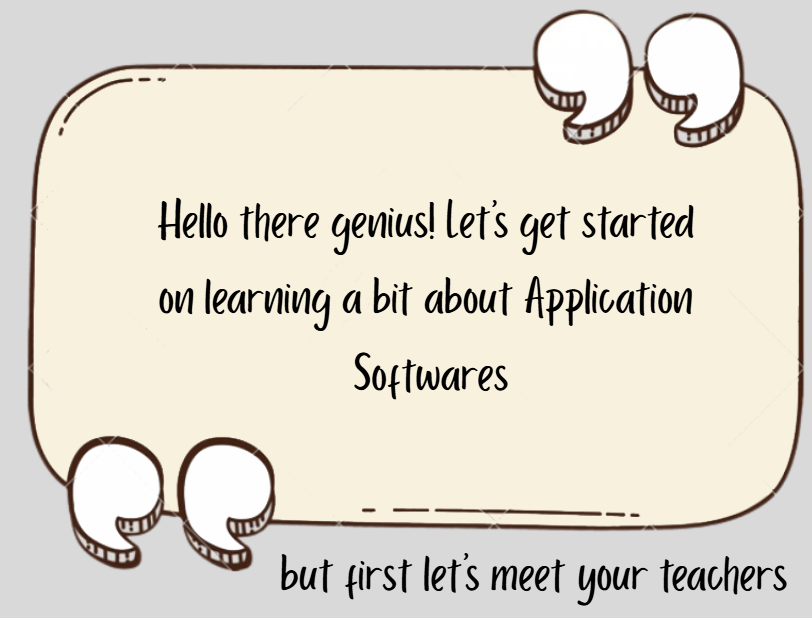 Hello there genius! Let's get started
on learning a bit about Application
Softwares
but first let's meet your teachers